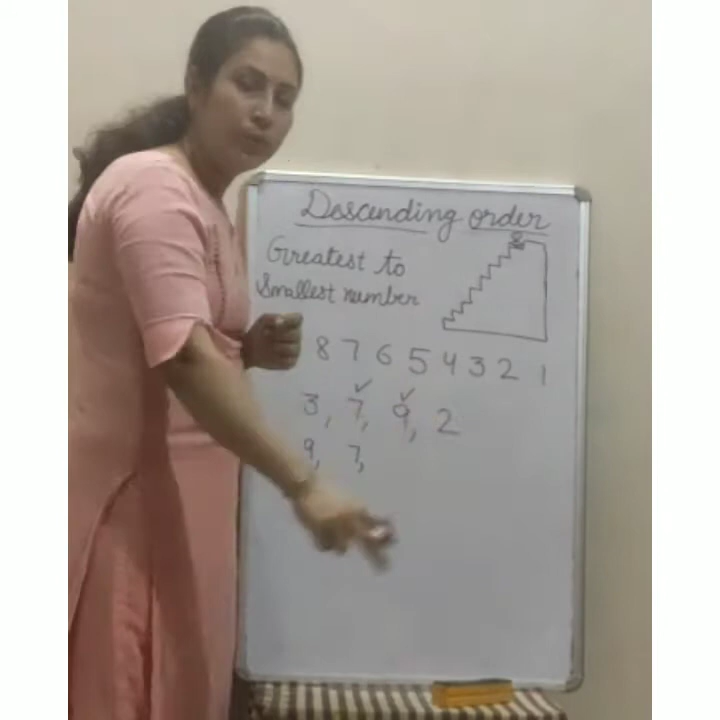 Descending order
Greatest to
Smallest number
8 7 6 5 4 3 2 1
3, 7, 9, 2
9, 7,